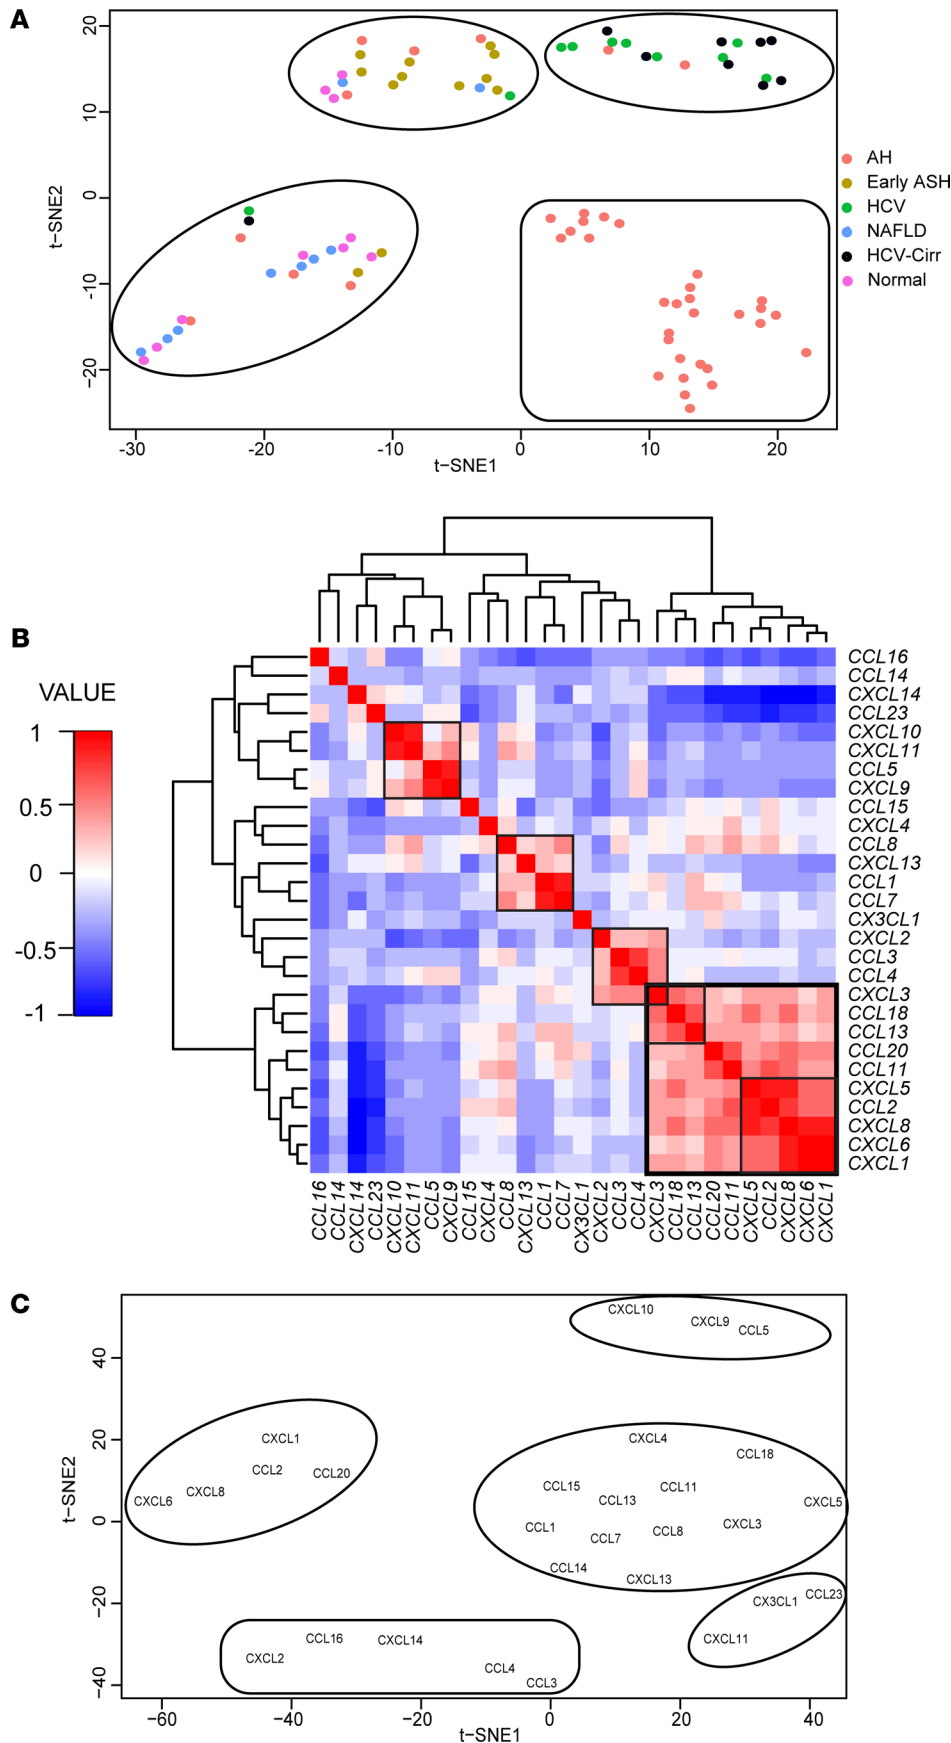 A
20
10
0
-10
-20
t−SNE2
-30
-20
-10
0
10
20
t−SNE1
AH
Early ASH
HCV
NAFLD
HCV-Cirr
Normal
B
VALUE
1
0.5
0
-0.5
-1
CCL16
CCL14
CXCL14
CCL23
CXCL10
CXCL11
CCL5
CXCL9
CCL15
CXCL4
CCL8
CXCL13
CCL1
CCL7
CX3CL1
CXCL2
CCL3
CCL4
CXCL3
CCL18
CCL13
CCL20
CCL11
CXCL5
CCL2
CXCL8
CXCL6
CXCL1
CCL16
CCL14
CXCL14
CCL23
CXCL10
CXCL11
CCL5
CXCL9
CCL15
CXCL4
CCL8
CXCL13
CCL1
CCL7
CX3CL1
CXCL2
CCL3
CCL4
CXCL3
CCL18
CCL13
CCL20
CCL11
CXCL5
CCL2
CXCL8
CXCL6
CXCL1
C
40
20
0
−20
−40
t−SNE2
CXCL10
CXCL9
CCL5
CXCL1
CCL2
CCL20
CXCL8
CXCL6
CXCL4
CCL18
CCL15
CCL11
CCL13
CXCL5
CCL1
CCL7
CCL8
CXCL3
CCL14
CXCL13
CX3CL1
CCL23
CXCL11
CCL16
CXCL14
CXCL2
CCL4
CCL3
−60
−40
−20
0
20
40
t−SNE1